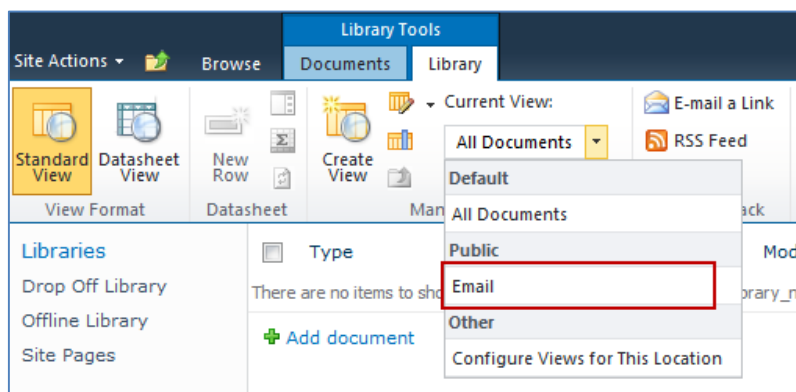 Library Tools
Site Actions
Browse
Documents
Library
Standard View
Datasheet View
New Row
Create View
Current View:
All Documents
E-mail a Link
RSS Feed
View Format
Datasheet
Default
All Documents
Public
Email
Other
Configure Views for This Location
Libraries
Drop Off Library
Offline Library
Site Pages
Type
There are no items to
Add document